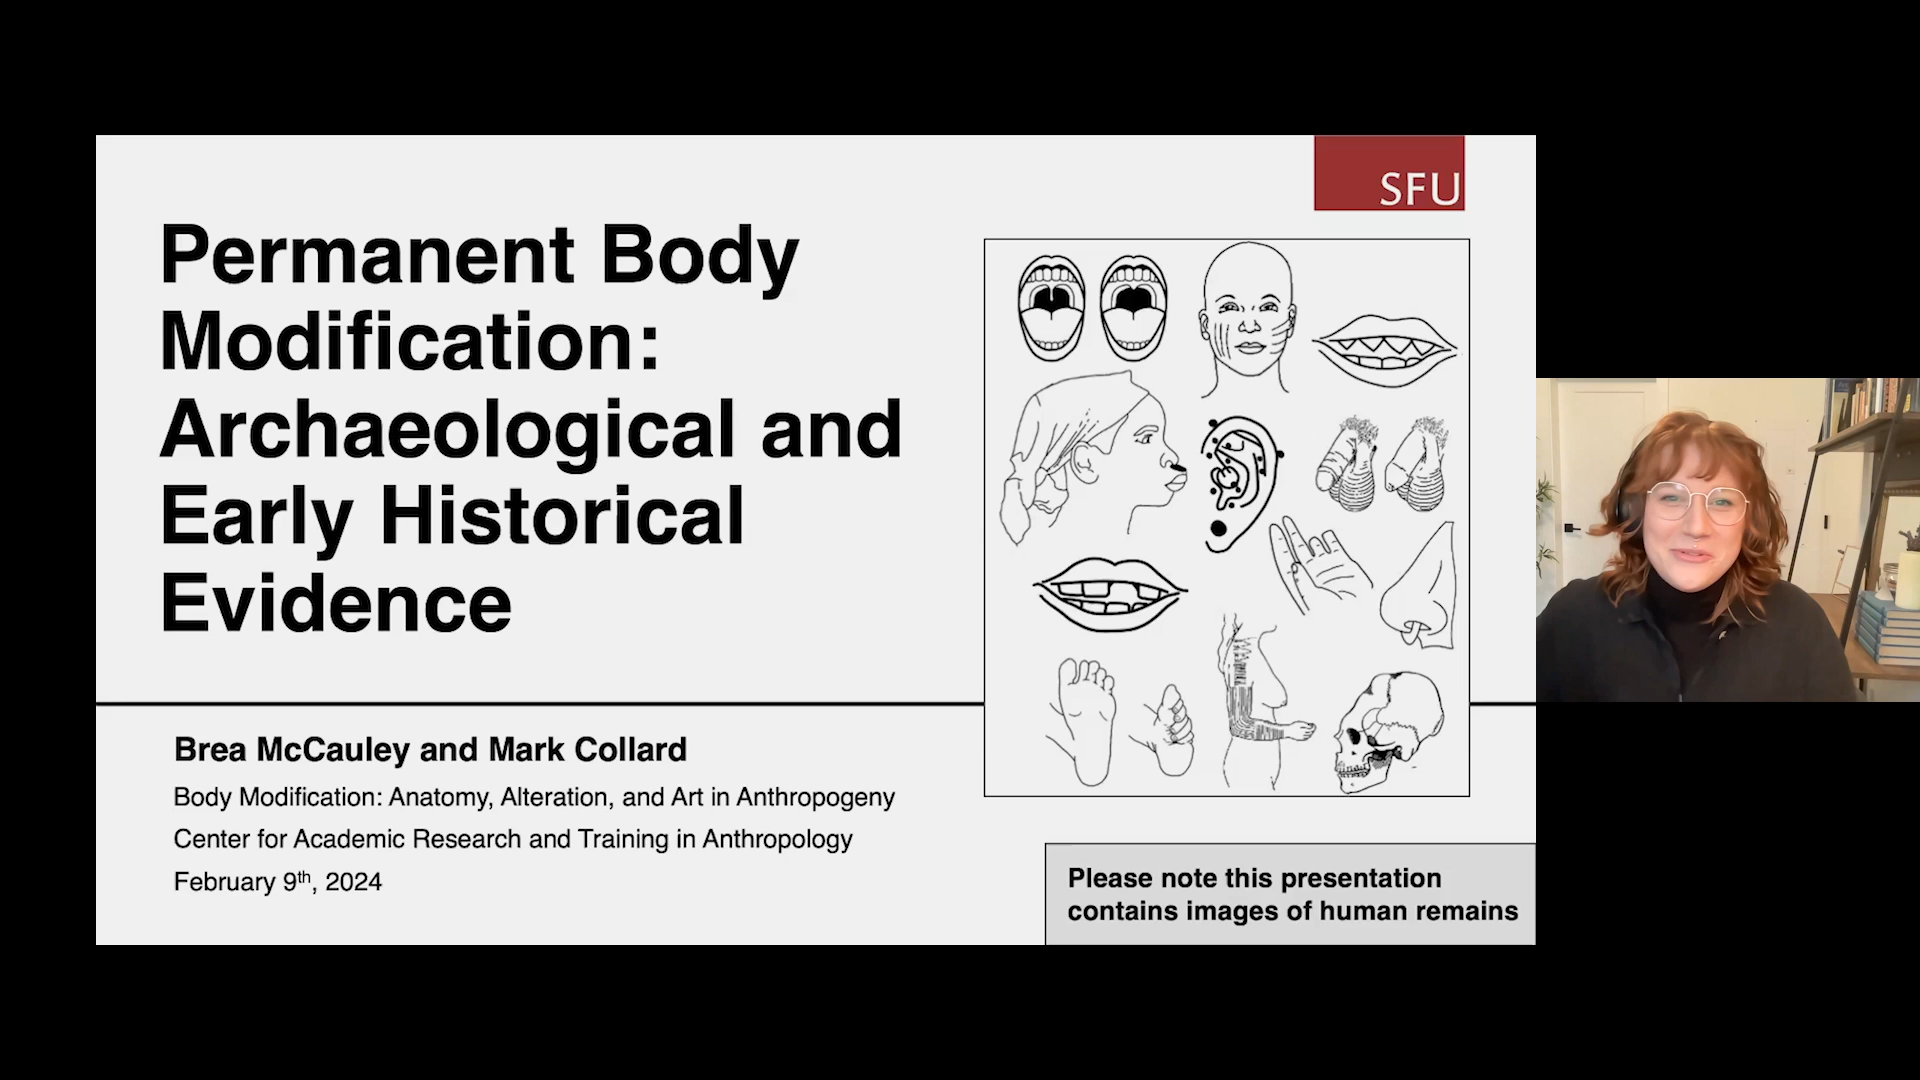 SFU
Permanent Body
Modification:
Archaeological and
Early Historical
Evidence
Brea McCauley and Mark Collard
Body Modification: Anatomy, Alteration, and Art in Anthropogeny
Center for Academic Research and Training in Anthropology
February 9th, 2024
Please note this presentation
contains images of human remains